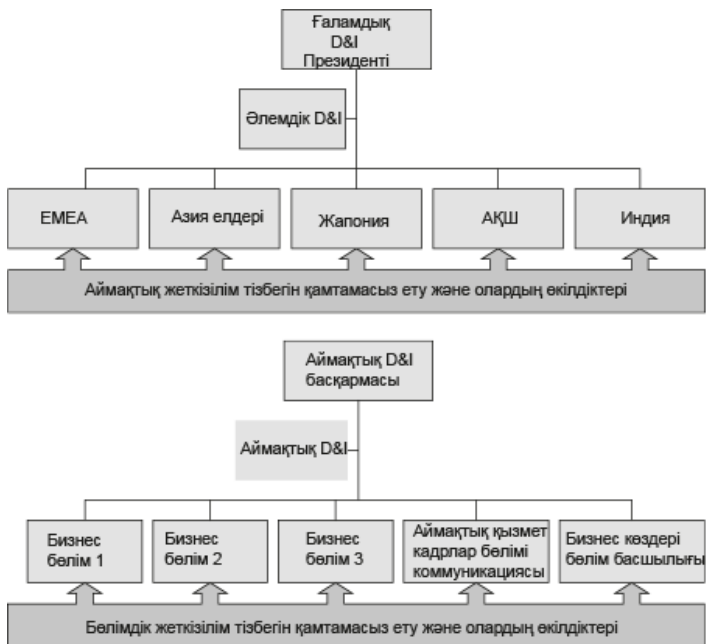 Ғаламдық
D&I
Президенті
Әлемдік D&I
EMEA
Азия елдері
Жапония
АҚШ
Индия
Аймақтық жеткізілім тізбегін қамтамасыз ету және олардың өкілдіктері
Аймақтық D&I
басқармасы
Аймақтық D&I
Бизнес
бөлім 1
Бизнес
бөлім 2
Бизнес
бөлім 3
Аймақтық қызмет
кадрлар бөлімі
коммуникациясы
Бизнес көздері
бөлім басшылығы
Бөлімдік жеткізілім тізбегін қамтамасыз ету және олардың өкілдіктері